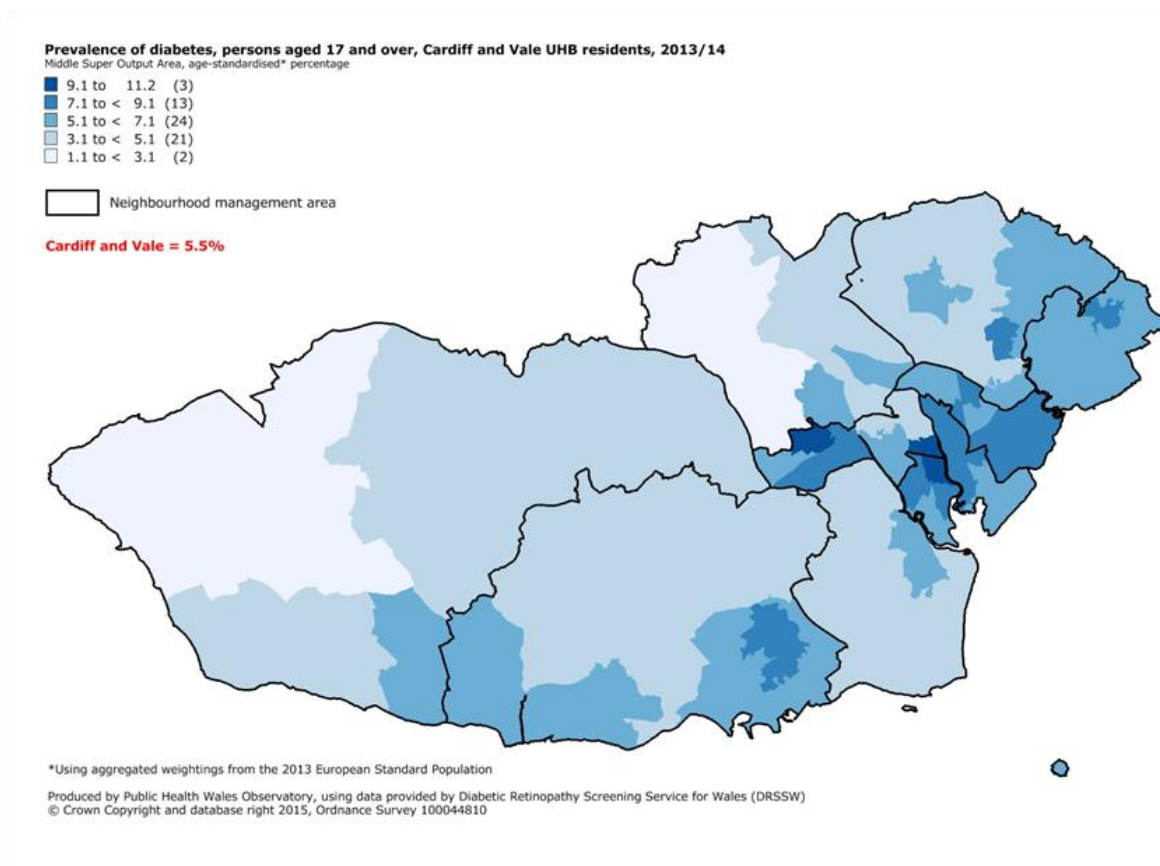 Prevalence of diabetes, persons aged 17 and over, Cardiff and Vale UHB residents, 2013/14
Middle Super Output Area, age-standardised* percentage
9.1 to 11.2 (3)
7.1 to < 9.1 (13)
5.1 to < 7.1 (24)
3.1 to < 5.1 (21)
1.1 to < 3.1 (2)
Neighbourhood management area
Cardiff and Vale = 5.5%
*Using aggregated weightings from the 2013 European Standard Population
Produced by Public Health Wales Observatory, using data provided by Diabetic Retinopathy Screening Service for Wales (DRSSW)
© Crown Copyright and database right 2015, Ordnance Survey 100044810